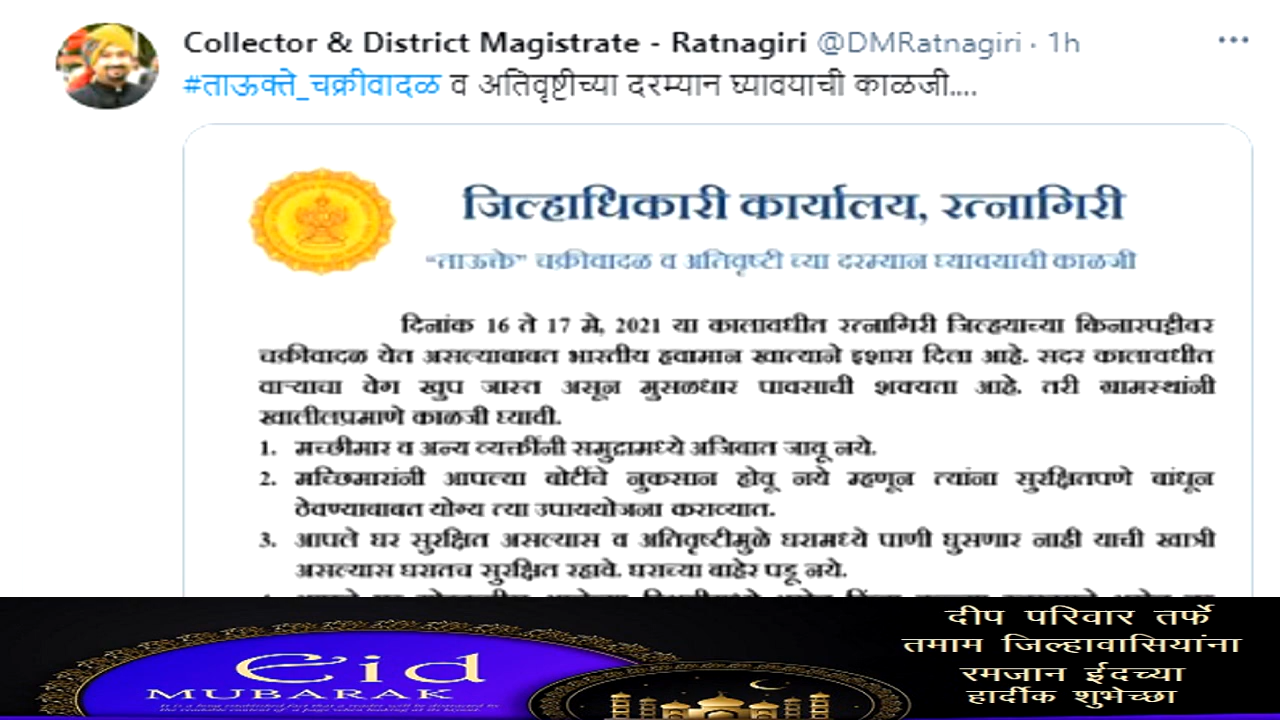 Collector & District Magistrate - Ratnagiri @DMRatnagiri · 1h
#ताऊक्ते_चक्रीवादळ व अतिवृष्टीच्या दरम्यान घ्यावयाची काळजी....
जिल्हाधिकारी कार्यालय, रत्नागिरी
“ताऊक्ते” चक्रीवादळ व अतिवृष्टी च्या दरम्यान घ्यावयाची काळजी
दिनांक 16 ते 17 मे, 2021 या कालावधीत रत्नागिरी जिल्हयाच्या किनारपट्टीवर
चक्रीवादळ येत असल्याबाबत भारतीय हवामान खात्याने इशारा दिला आहे. सदर कालावधीत
वाऱ्याचा वेग खुप जास्त असून मुसळधार पावसाची शक्यता आहे. तरी ग्रामस्थांनी
खालीलप्रमाणे काळजी घ्यावी.
1. मच्छीमार व अन्य व्यक्तींनी समुद्रामध्ये अजिबात जावू नये.
2. मच्छिमारांनी आपल्या बोटींचे नुकसान होवू नये म्हणून त्यांना सुरक्षितपणे बांधून
ठेवण्याबाबत योग्य त्या उपाययोजना कराव्यात.
3. आपले घर सुरक्षित असल्यास व अतिवृष्टीमुळे घरामध्ये पाणी घुसणार नाही याची खात्री
असल्यास घरातच सुरक्षित रहावे. घराच्या बाहेर पडू नये.
Eid
MUBARAK
दीप परिवार तर्फे
तमाम जिल्हावासियांना
रमजान ईदच्या
हार्दीक शुभेच्छा